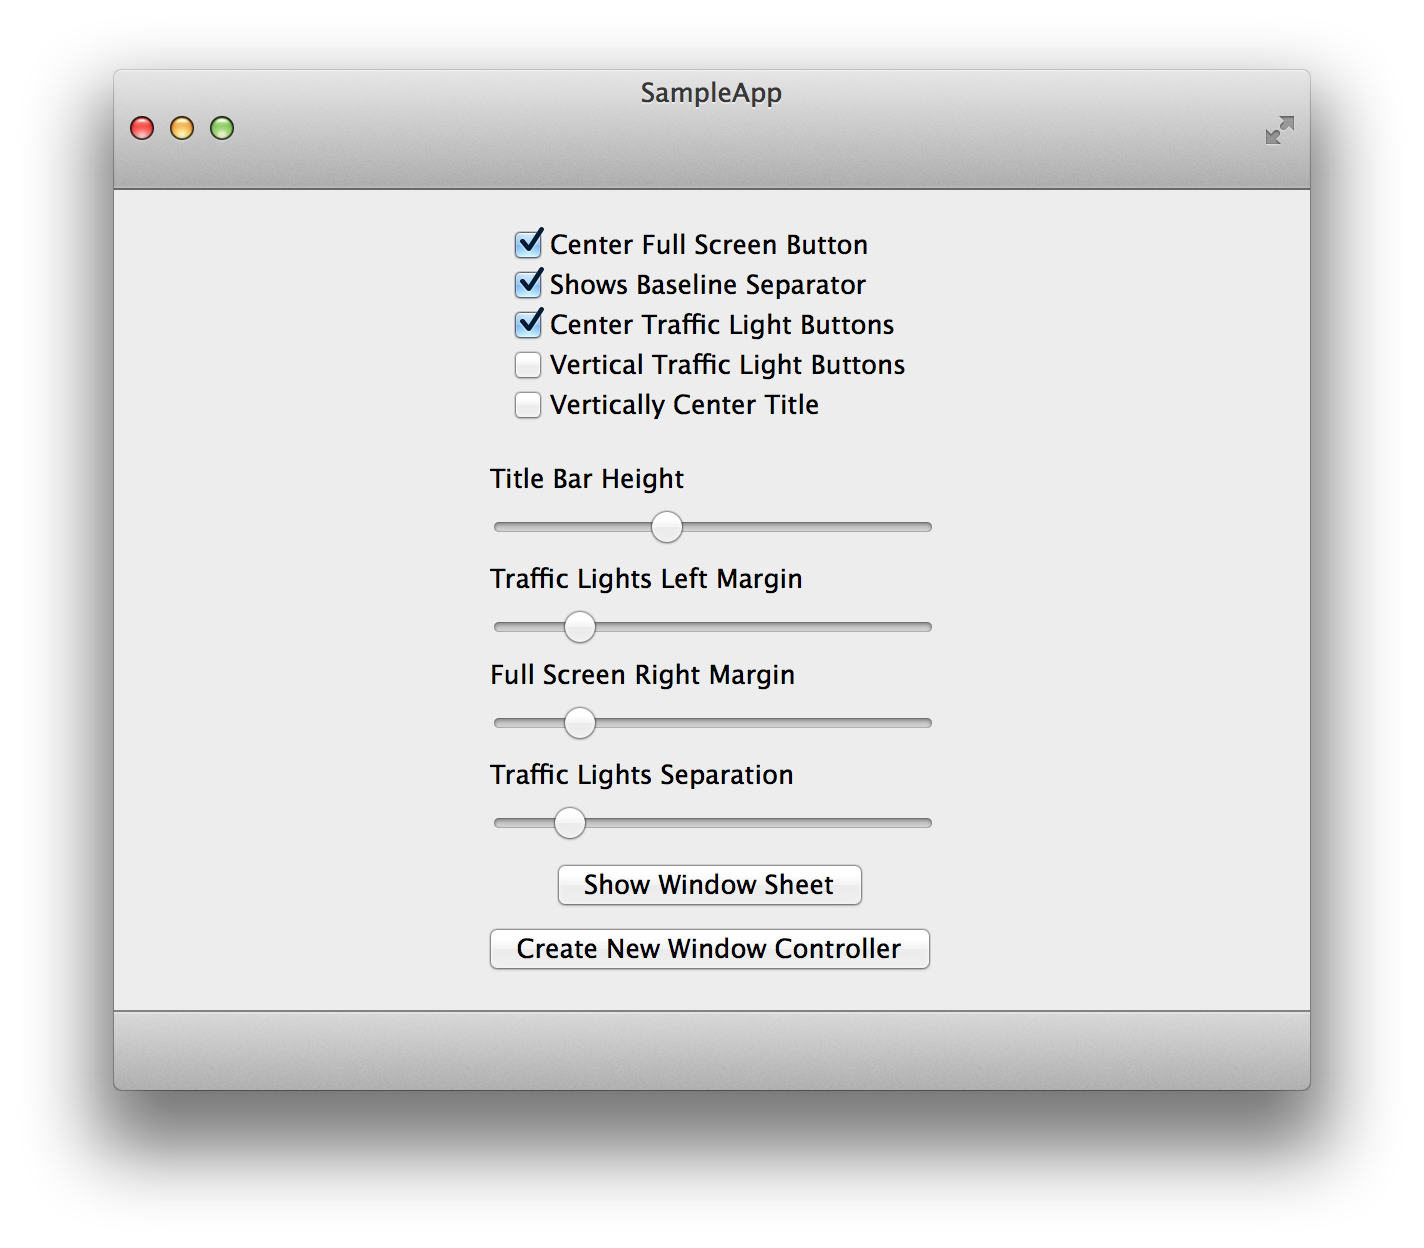 SampleApp
Center Full Screen Button
Shows Baseline Separator
Center Traffic Light Buttons
Vertical Traffic Light Buttons
Vertically Center Title
Title Bar Height
Traffic Lights Left Margin
Full Screen Right Margin
Traffic Lights Separation
Show Window Sheet
Create New Window Controller